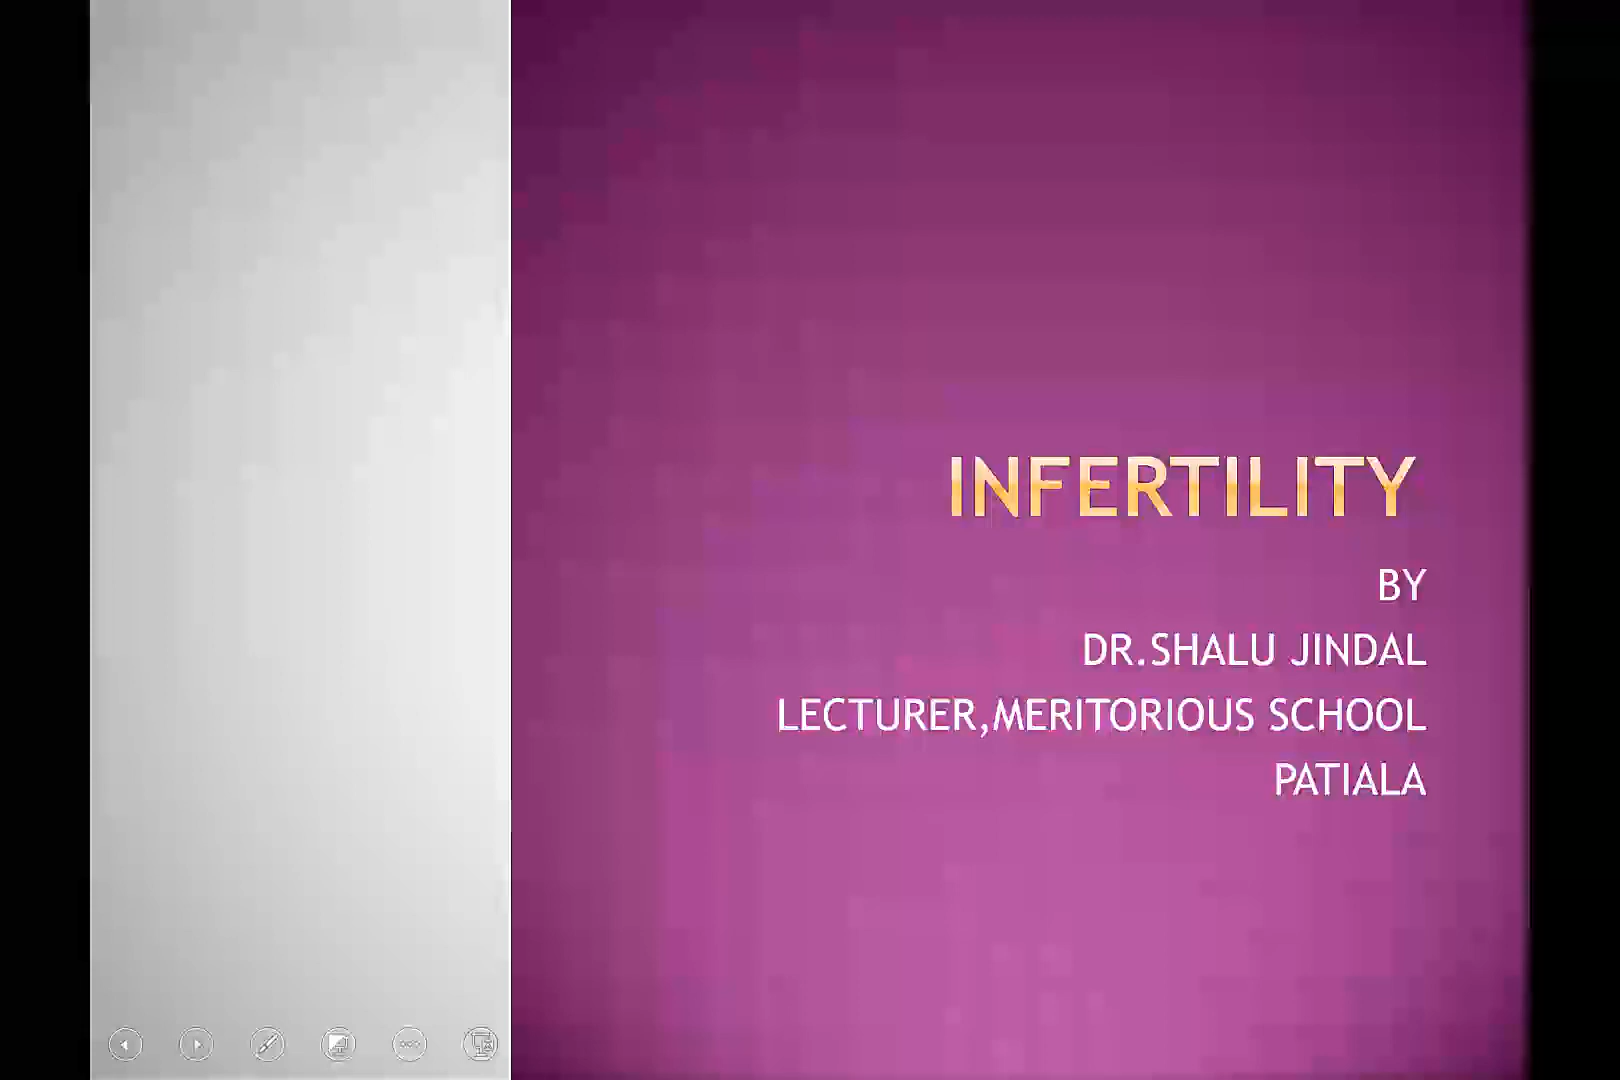 INFERTILITY
BY
DR.SHALU JINDAL
LECTURER,MERITORIOUS SCHOOL
PATIALA